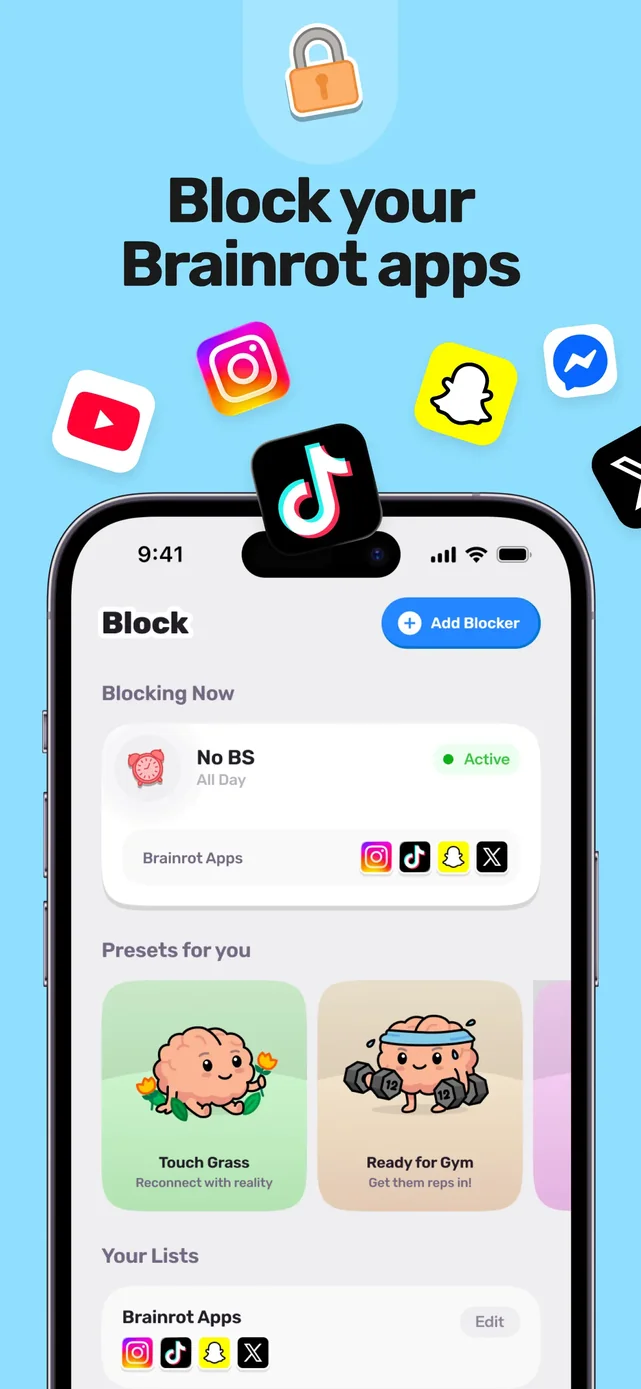 Block your
Brainrot apps
9:41
Block
Add Blocker
Blocking Now
No BS
All Day
Active
Brainrot Apps
Presets for you
12
12
Touch Grass
Reconnect with reality
Ready for Gym
Get them reps in!
Your Lists
Brainrot Apps
Edit